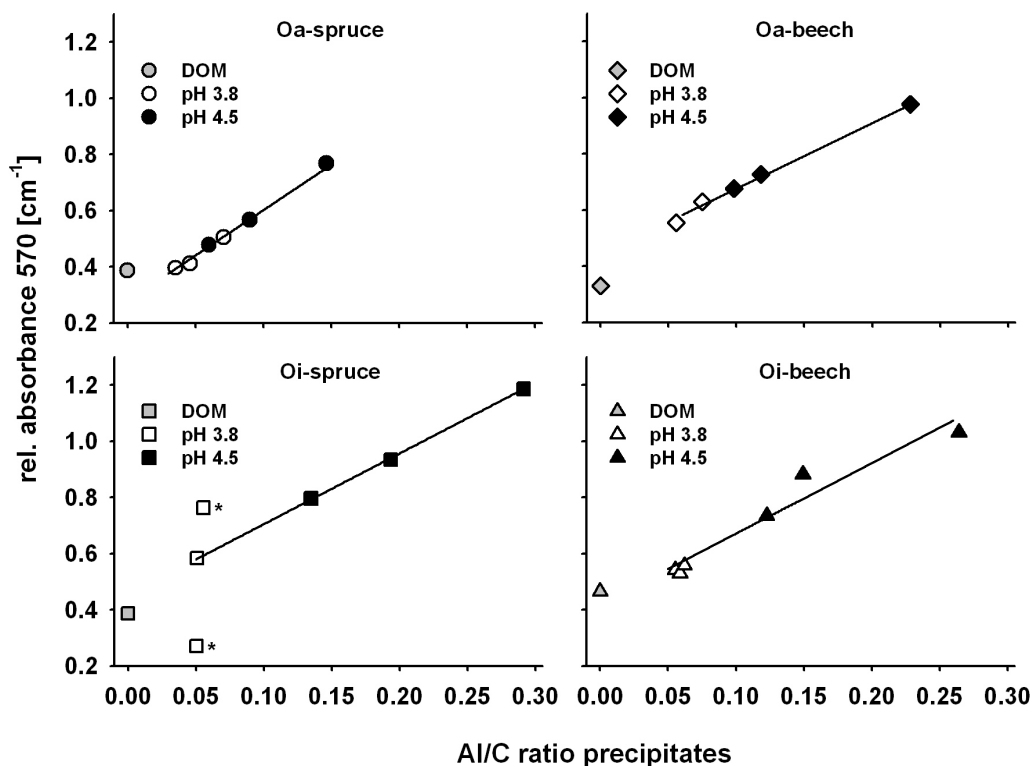 Oa-spruce
Oa-beech
1.2
1.0
0.8
0.6
0.4
0.2
DOM
pH 3.8
pH 4.5
DOM
pH 3.8
pH 4.5
Oi-spruce
Oi-beech
1.2
1.0
0.8
0.6
0.4
0.2
DOM
pH 3.8
pH 4.5
DOM
pH 3.8
pH 4.5
*
*
0.00 0.05 0.10 0.15 0.20 0.25 0.30
0.00 0.05 0.10 0.15 0.20 0.25 0.30
rel. absorbance 570 [cm⁻¹]
Al/C ratio precipitates